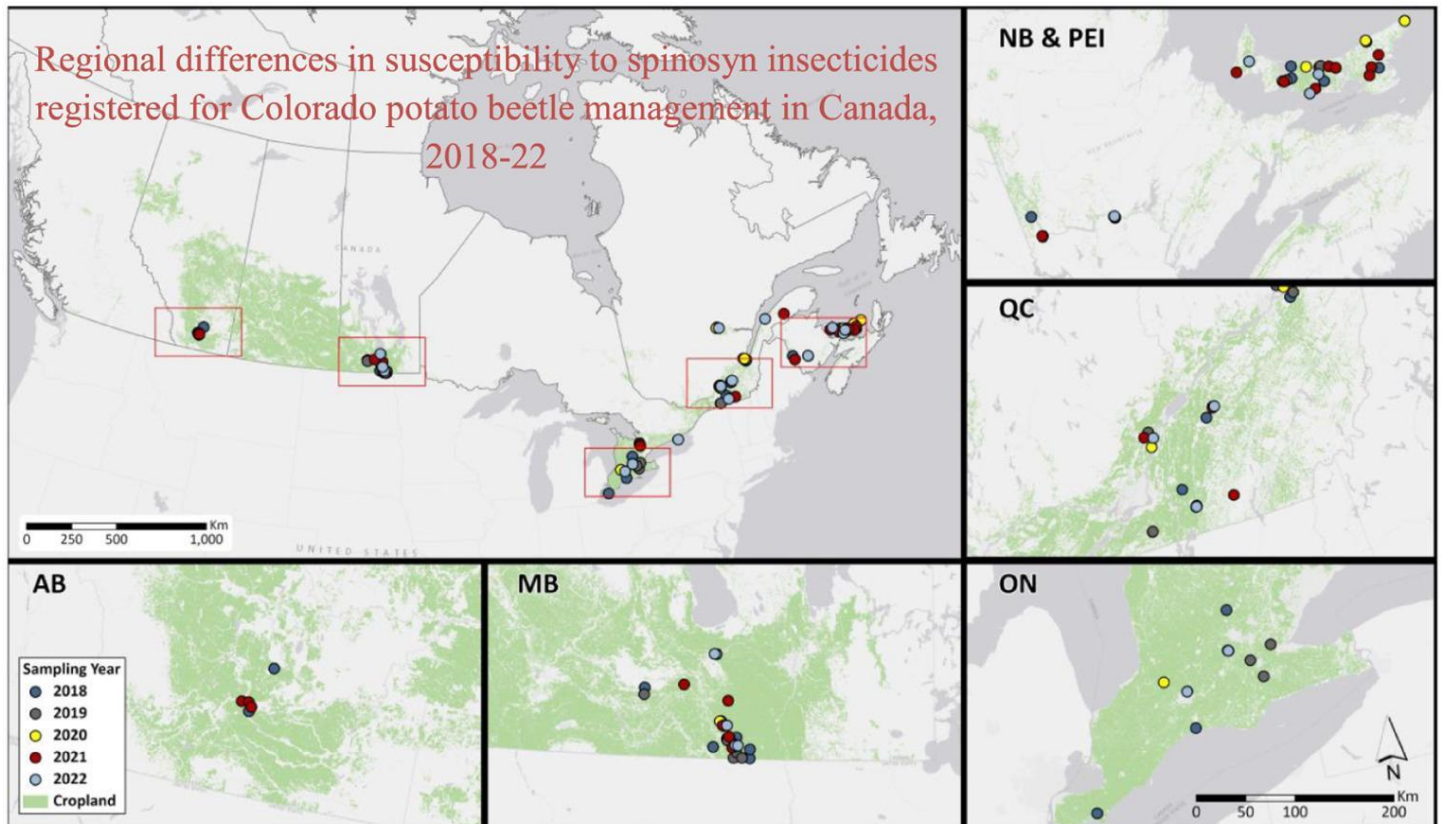 Regional differences in susceptibility to spinosyn insecticides
registered for Colorado potato beetle management in Canada,
2018-22
CANADA
UNITED STATES
Km
0 250 500 1,000
NB & PEI
NEW BRUNSWICK
QC
AB
Sampling Year
2018
2019
2020
2021
2022
Cropland
MB
ON
N
Km
0 50 100 200